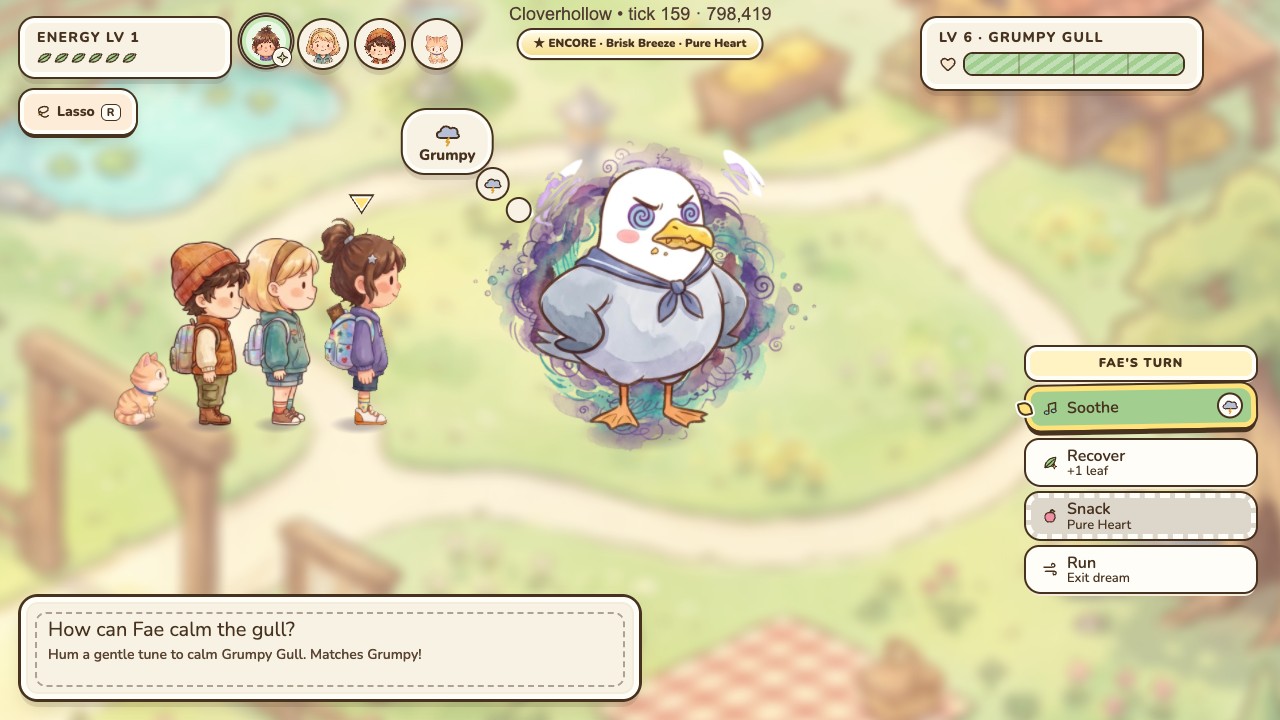 Cloverhollow • tick 159 · 798,419
ENERGY LV 1
★ ENCORE · Brisk Breeze · Pure Heart
LV 6 · GRUMPY GULL
Lasso R
Grumpy
FAE'S TURN
Soothe
Recover
+1 leaf
Snack
Pure Heart
Run
Exit dream
How can Fae calm the gull?
Hum a gentle tune to calm Grumpy Gull. Matches Grumpy!